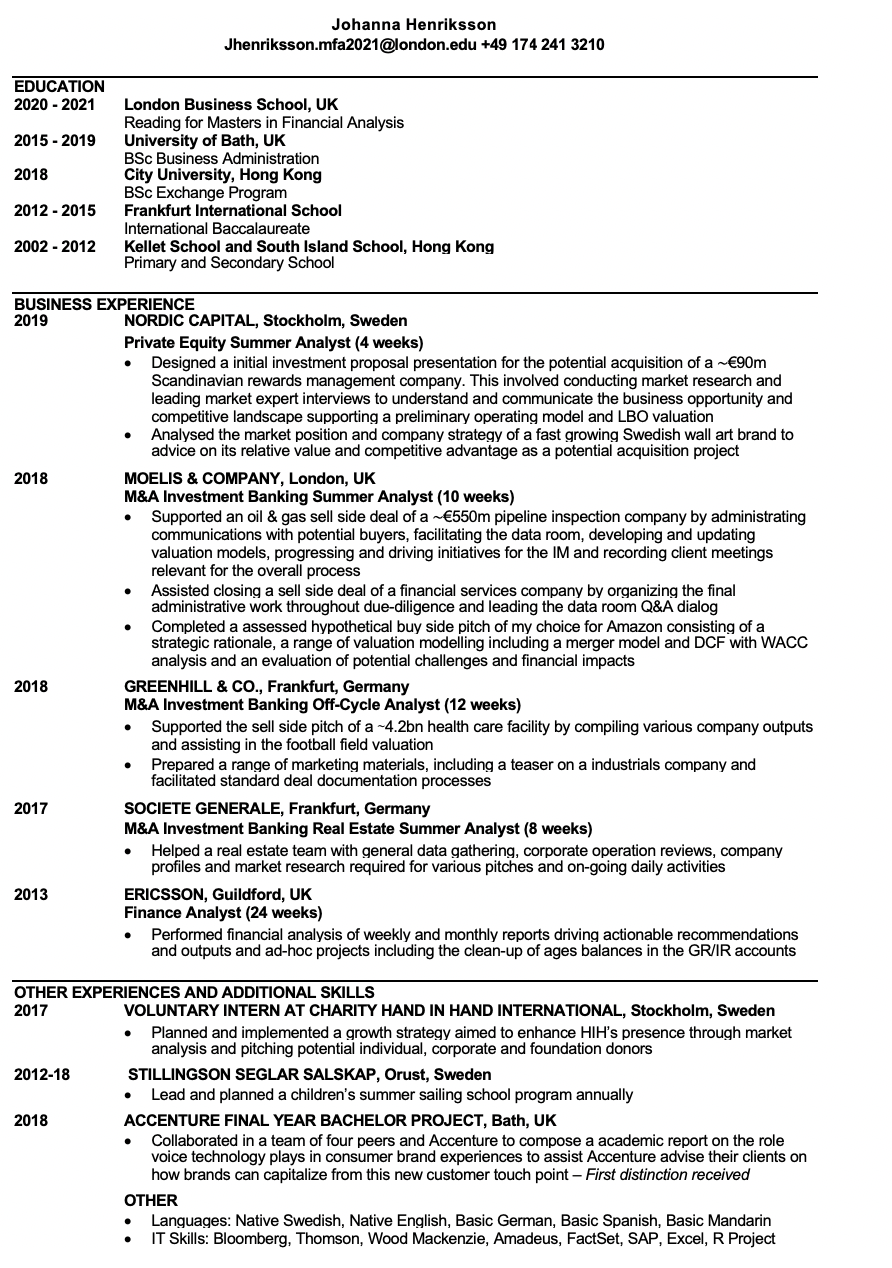 Johanna Henriksson
Jhenriksson.mfa2021@london.edu +49 174 241 3210
EDUCATION
2020 - 2021 London Business School, UK
Reading for Masters in Financial Analysis
2015 - 2019 University of Bath, UK
BSc Business Administration
2018 City University, Hong Kong
BSc Exchange Program
2012 - 2015 Frankfurt International School
International Baccalaureate
2002 - 2012 Kellet School and South Island School, Hong Kong
Primary and Secondary School
BUSINESS EXPERIENCE
2019 NORDIC CAPITAL, Stockholm, Sweden
Private Equity Summer Analyst (4 weeks)
• Designed a initial investment proposal presentation for the potential acquisition of a ~€90m
Scandinavian rewards management company. This involved conducting market research and
leading market expert interviews to understand and communicate the business opportunity and
competitive landscape supporting a preliminary operating model and LBO valuation
• Analysed the market position and company strategy of a fast growing Swedish wall art brand to
advice on its relative value and competitive advantage as a potential acquisition project
2018 MOELIS & COMPANY, London, UK
M&A Investment Banking Summer Analyst (10 weeks)
• Supported an oil & gas sell side deal of a ~€550m pipeline inspection company by administrating
communications with potential buyers, facilitating the data room, developing and updating
valuation models, progressing and driving initiatives for the IM and recording client meetings
relevant for the overall process
• Assisted closing a sell side deal of a financial services company by organizing the final
administrative work throughout due-diligence and leading the data room Q&A dialog
• Completed a assessed hypothetical buy side pitch of my choice for Amazon consisting of a
strategic rationale, a range of valuation modelling including a merger model and DCF with WACC
analysis and an evaluation of potential challenges and financial impacts
2018 GREENHILL & CO., Frankfurt, Germany
M&A Investment Banking Off-Cycle Analyst (12 weeks)
• Supported the sell side pitch of a ~4.2bn health care facility by compiling various company outputs
and assisting in the football field valuation
• Prepared a range of marketing materials, including a teaser on a industrials company and
facilitated standard deal documentation processes
2017 SOCIETE GENERALE, Frankfurt, Germany
M&A Investment Banking Real Estate Summer Analyst (8 weeks)
• Helped a real estate team with general data gathering, corporate operation reviews, company
profiles and market research required for various pitches and on-going daily activities
2013 ERICSSON, Guildford, UK
Finance Analyst (24 weeks)
• Performed financial analysis of weekly and monthly reports driving actionable recommendations
and outputs and ad-hoc projects including the clean-up of ages balances in the GR/IR accounts
OTHER EXPERIENCES AND ADDITIONAL SKILLS
2017 VOLUNTARY INTERN AT CHARITY HAND IN HAND INTERNATIONAL, Stockholm, Sweden
• Planned and implemented a growth strategy aimed to enhance HIH's presence through market
analysis and pitching potential individual, corporate and foundation donors
2012-18 STILLINGSON SEGLAR SALSKAP, Orust, Sweden
• Lead and planned a children's summer sailing school program annually
2018 ACCENTURE FINAL YEAR BACHELOR PROJECT, Bath, UK
• Collaborated in a team of four peers and Accenture to compose a academic report on the role
voice technology plays in consumer brand experiences to assist Accenture advise their clients on
how brands can capitalize from this new customer touch point – First distinction received
OTHER
• Languages: Native Swedish, Native English, Basic German, Basic Spanish, Basic Mandarin
• IT Skills: Bloomberg, Thomson, Wood Mackenzie, Amadeus, FactSet, SAP, Excel, R Project